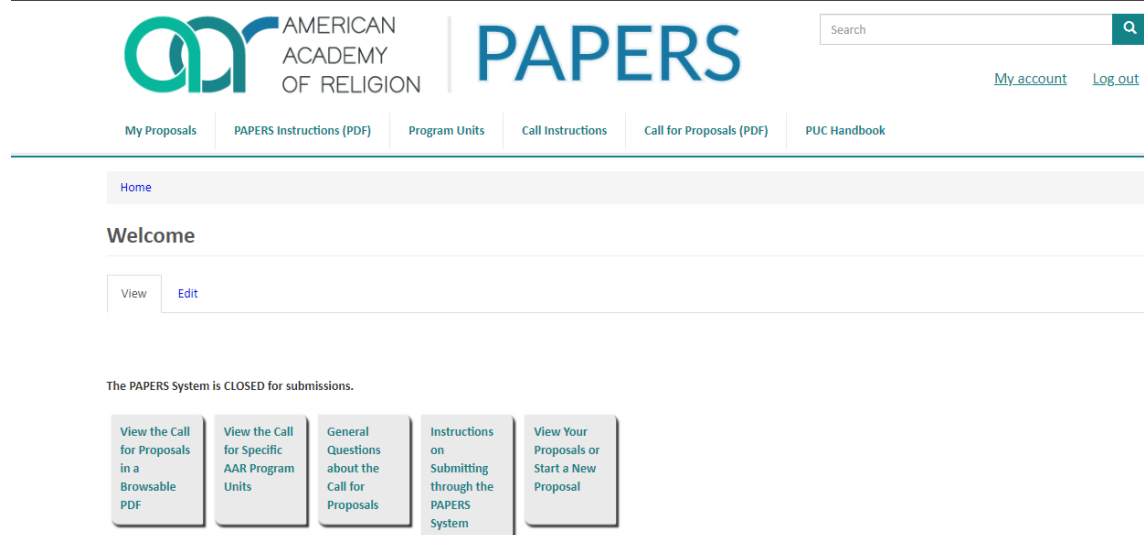 AMERICAN
ACADEMY
OF RELIGION
PAPERS
Search
My account Log out
My Proposals PAPERS Instructions (PDF) Program Units Call Instructions Call for Proposals (PDF) PUC Handbook
Home
Welcome
View Edit
The PAPERS System is CLOSED for submissions.
View the Call
for Proposals
in a
Browsable
PDF
View the Call
for Specific
AAR Program
Units
General
Questions
about the
Call for
Proposals
Instructions
on
Submitting
through the
PAPERS
System
View Your
Proposals or
Start a New
Proposal